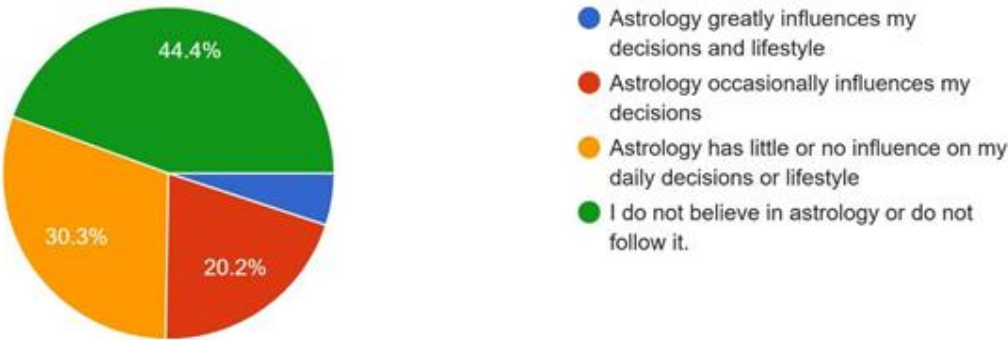 44.4%
30.3%
20.2%
Astrology greatly influences my
decisions and lifestyle
Astrology occasionally influences my
decisions
Astrology has little or no influence on my
daily decisions or lifestyle
I do not believe in astrology or do not
follow it.